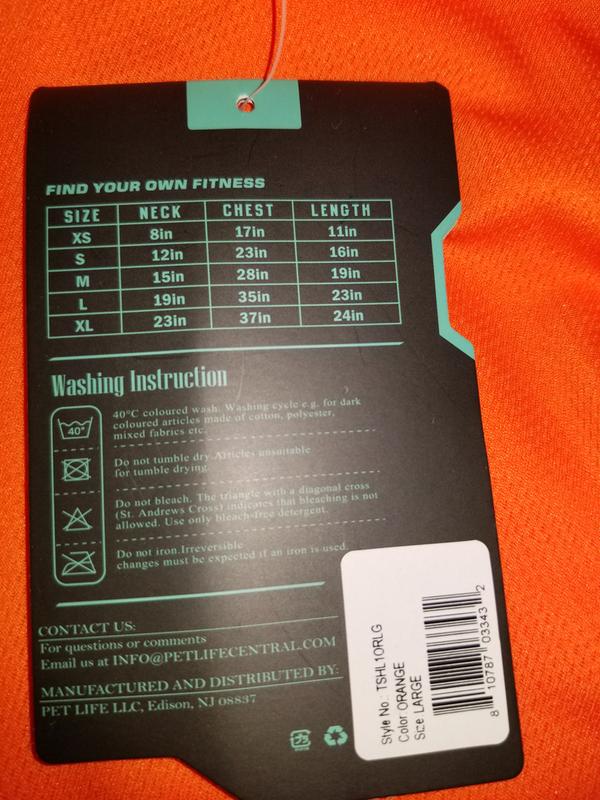 FIND YOUR OWN FITNESS
SIZE NECK CHEST LENGTH
XS 8in 17in 11in
S 12in 23in 16in
M 15in 28in 19in
L 19in 35in 23in
XL 23in 37in 24in
Washing Instruction
40°
40°C coloured wash. Washing cycle e.g. for dark
coloured articles made of cotton, polyester,
mixed fabrics etc.
Do not tumble dry.Articles unsuitable
for tumble drying.
Do not bleach. The triangle with a diagonal cross
(St. Andrews Cross) indicates that bleaching is not
allowed. Use only bleach-free detergent.
Do not iron.Irreversible
changes must be expected if an iron is used.
CONTACT US:
For questions or comments
Email us at INFO@PETLIFECENTRAL.COM
MANUFACTURED AND DISTRIBUTED BY:
PET LIFE LLC, Edison, NJ 08837
Style No.: TSHL1ORLG
Color: ORANGE
Size: LARGE
8 10787 03343 2